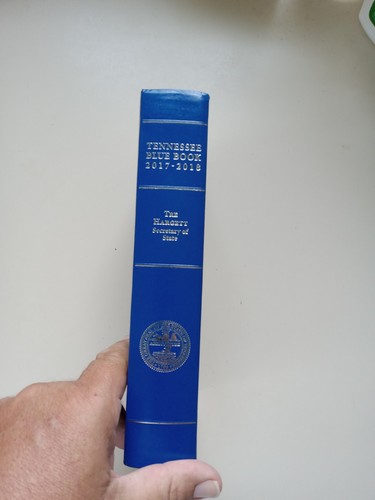 TENNESSEE
BLUE BOOK
2017-2018
TRE
HARGETT
Secretary of
State